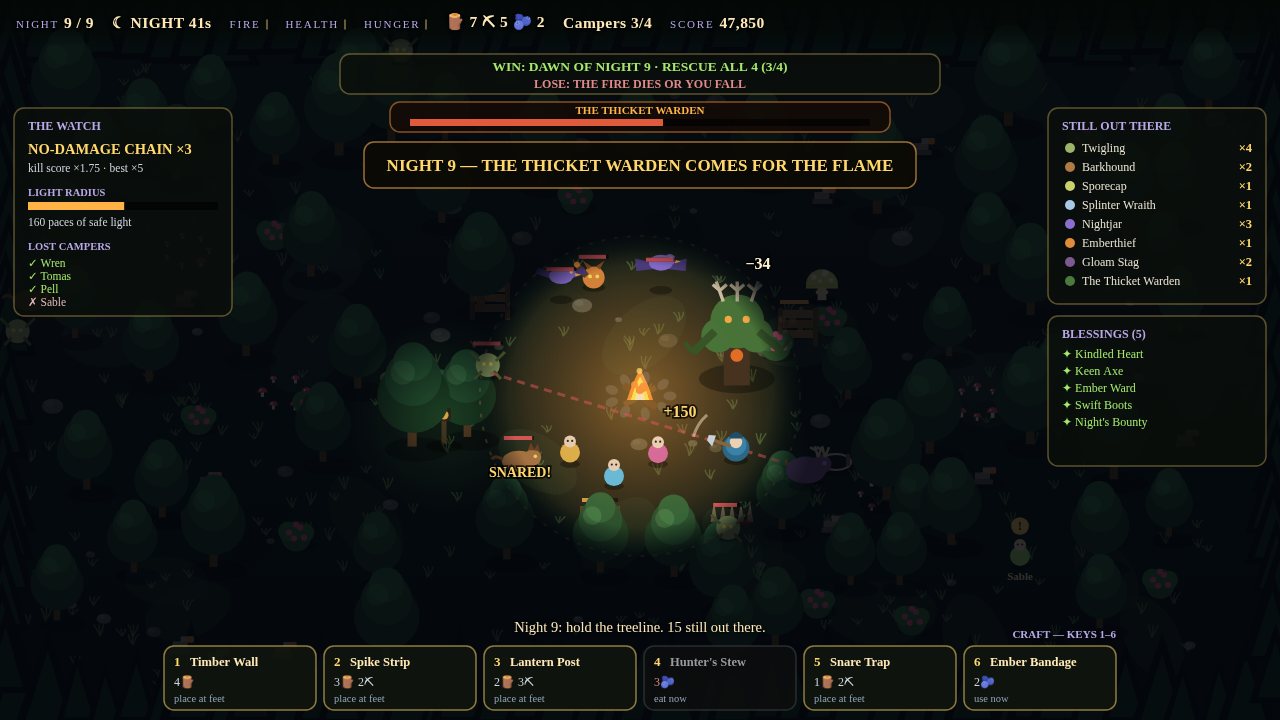 NIGHT 9 / 9 ☾ NIGHT 41s FIRE HEALTH HUNGER 7 5 2 Campers 3/4 SCORE 47,850
WIN: DAWN OF NIGHT 9 · RESCUE ALL 4 (3/4)
LOSE: THE FIRE DIES OR YOU FALL
THE THICKET WARDEN
NIGHT 9 — THE THICKET WARDEN COMES FOR THE FLAME
THE WATCH
NO-DAMAGE CHAIN ×3
kill score ×1.75 · best ×5
LIGHT RADIUS
160 paces of safe light
LOST CAMPERS
✓ Wren
✓ Tomas
✓ Pell
✗ Sable
STILL OUT THERE
Twigling ×4
Barkhound ×2
Sporecap ×1
Splinter Wraith ×1
Nightjar ×3
Emberthief ×1
Gloam Stag ×2
The Thicket Warden ×1
BLESSINGS (5)
✦ Kindled Heart
✦ Keen Axe
✦ Ember Ward
✦ Swift Boots
✦ Night's Bounty
−34
+150
SNARED!
!
Sable
Night 9: hold the treeline. 15 still out there.
CRAFT — KEYS 1–6
1 Timber Wall
4
place at feet
2 Spike Strip
3 2
place at feet
3 Lantern Post
2 3
place at feet
4 Hunter's Stew
3
eat now
5 Snare Trap
1 2
place at feet
6 Ember Bandage
2
use now